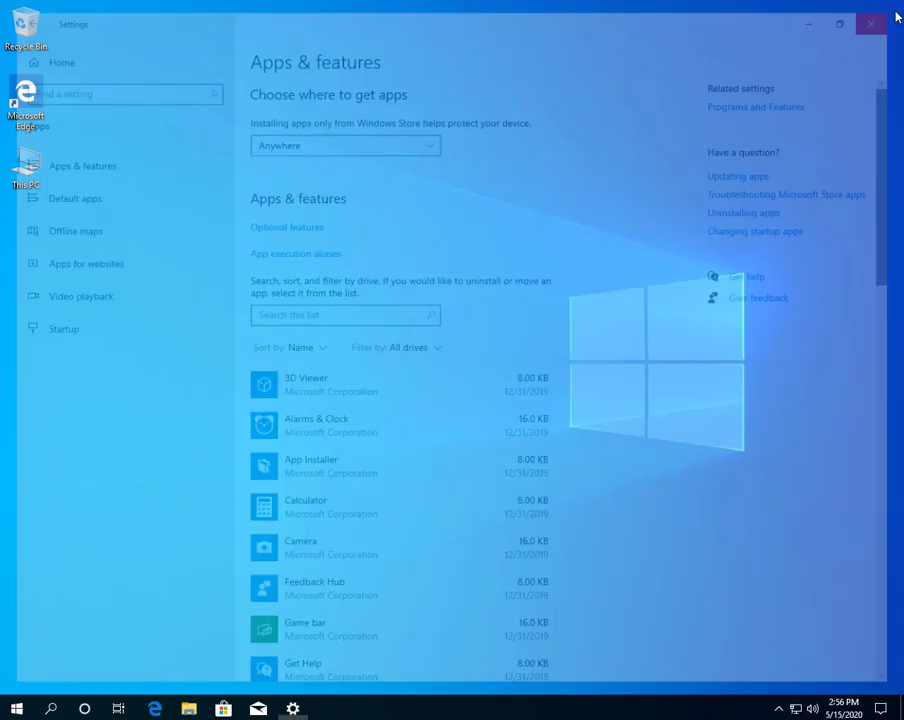 Recycle Bin
Microsoft
Edge
This PC
Settings
Home
Find a setting
Apps
Apps & features
Default apps
Offline maps
Apps for websites
Video playback
Startup
Apps & features
Choose where to get apps
Installing apps only from Windows Store helps protect your device.
Anywhere
Apps & features
Optional features
App execution aliases
Search, sort, and filter by drive. If you would like to uninstall or move an
app, select it from the list.
Search this list
Sort by: Name Filter by: All drives
3D Viewer 8.00 KB
Microsoft Corporation 12/31/2019
Alarms & Clock 16.0 KB
Microsoft Corporation 12/31/2019
App Installer 8.00 KB
Microsoft Corporation 12/31/2019
Calculator 8.00 KB
Microsoft Corporation 12/31/2019
Camera 16.0 KB
Microsoft Corporation 12/31/2019
Feedback Hub 8.00 KB
Microsoft Corporation 12/31/2019
Game bar 16.0 KB
Microsoft Corporation 12/31/2019
Get Help 8.00 KB
Microsoft Corporation 12/31/2019
Related settings
Programs and Features
Have a question?
Updating apps
Troubleshooting Microsoft Store apps
Uninstalling apps
Changing startup apps
Get help
Give feedback
2:56 PM
5/15/2020